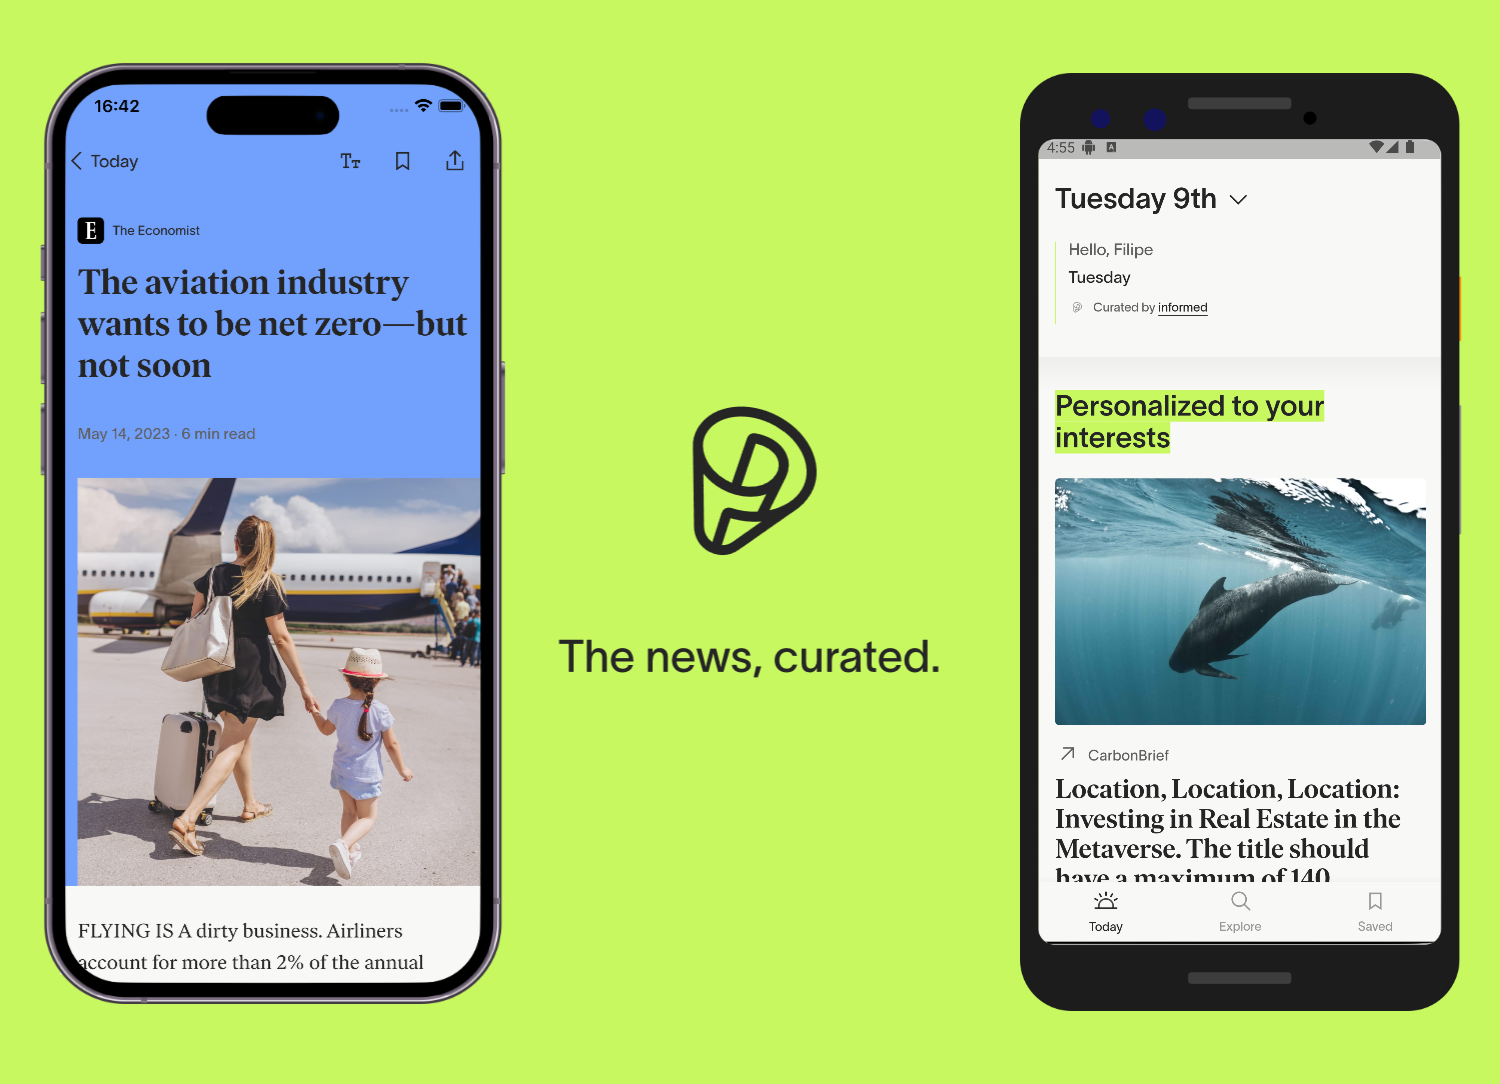 16:42
Today
TT
E
The Economist
The aviation industry
wants to be net zero—but
not soon
May 14, 2023 · 6 min read
FLYING IS A dirty business. Airliners
account for more than 2% of the annual
The news, curated.
4:55
A
Tuesday 9th
Hello, Filipe
Tuesday
Curated by informed
Personalized to your
interests
CarbonBrief
Location, Location, Location:
Investing in Real Estate in the
Metaverse. The title should
have a maximum of 140
Today
Explore
Saved